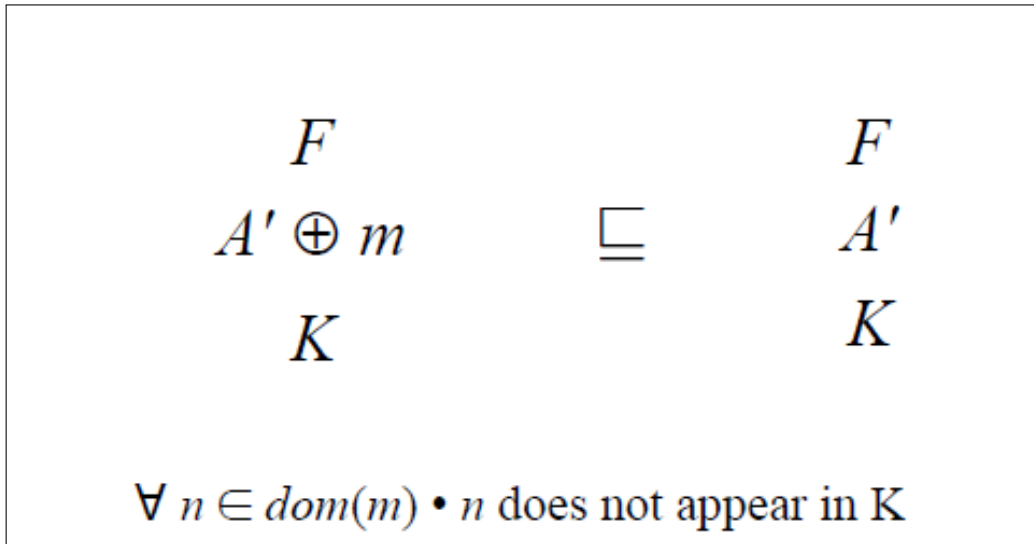 F F
A′ ⊕ m ⊑ A′
K K
∀ n ∈ dom(m) • n does not appear in K